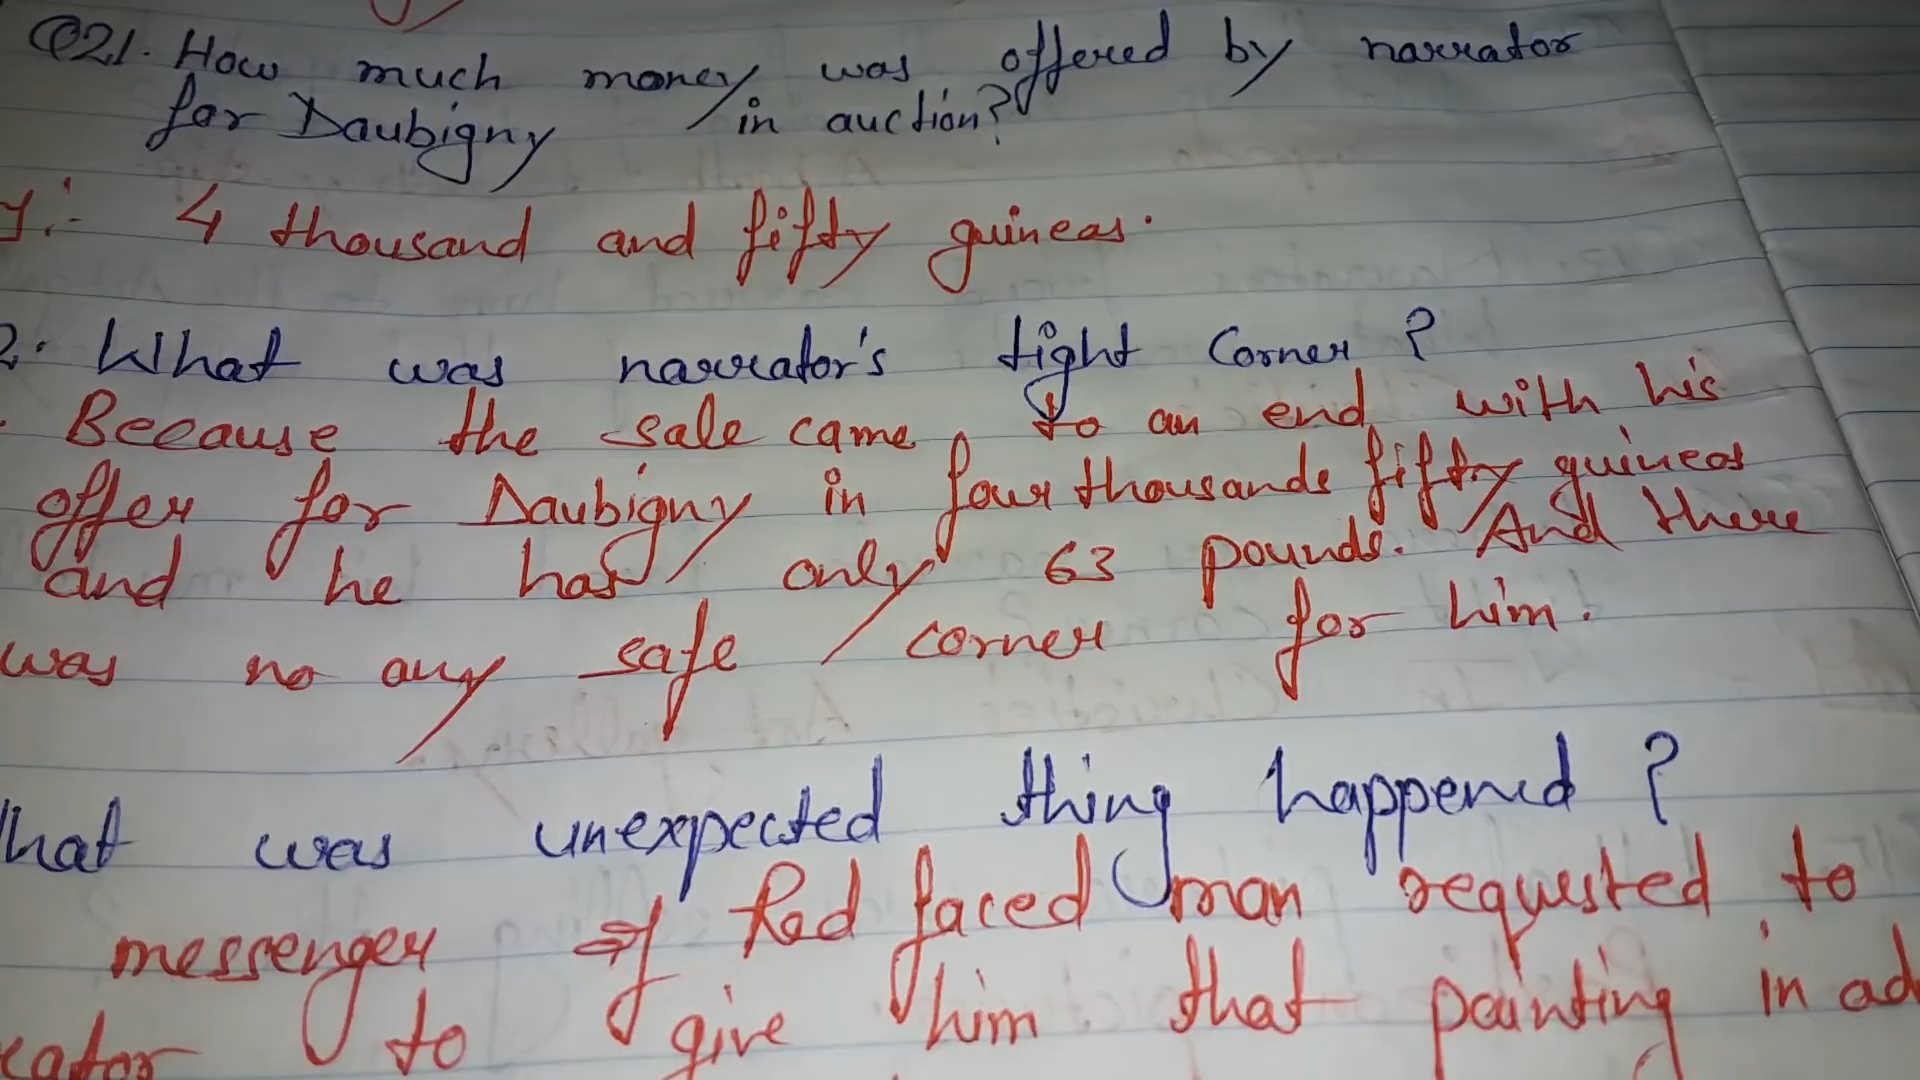 Q21. How much money was offered by narrator
for Daubigny in auction?
4 thousand and fifty guineas.
2. What was narrator's tight corner?
Because the sale came to an end with his
offer for Daubigny in four thousands fifty guineas
and he has only 63 pounds. And there
was no any safe corner for him.
hat was unexpected thing happened?
messenger of Red faced man requested to
rator to give him that painting in ad